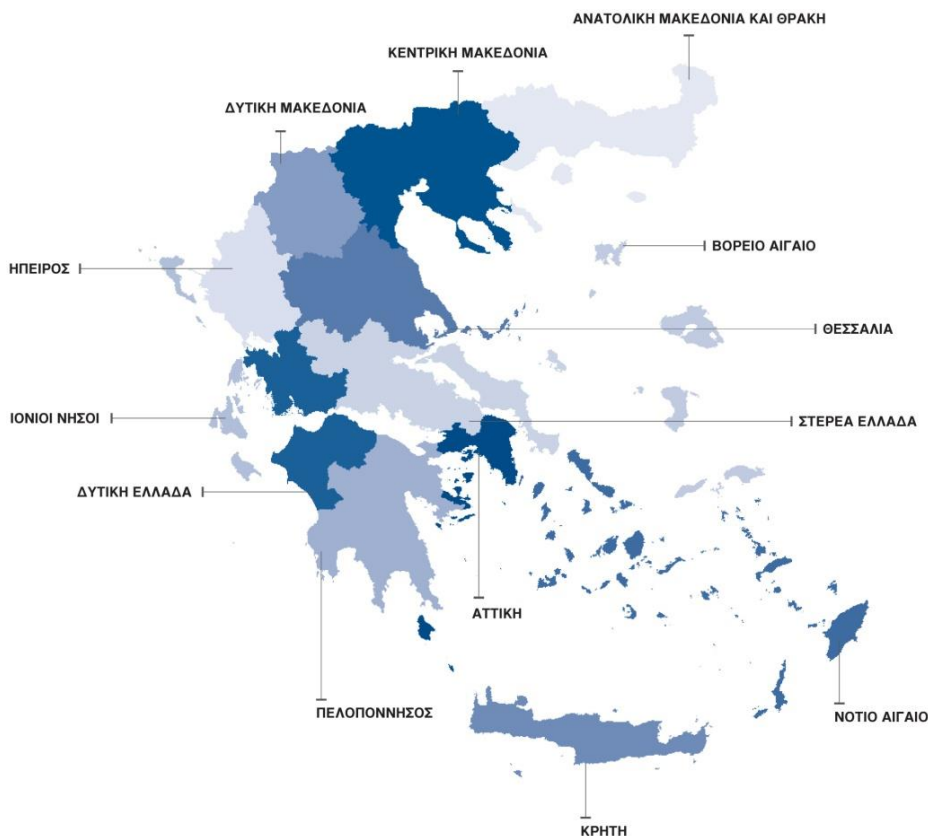 ΑΝΑΤΟΛΙΚΗ ΜΑΚΕΔΟΝΙΑ ΚΑΙ ΘΡΑΚΗ
ΚΕΝΤΡΙΚΗ ΜΑΚΕΔΟΝΙΑ
ΔΥΤΙΚΗ ΜΑΚΕΔΟΝΙΑ
ΒΟΡΕΙΟ ΑΙΓΑΙΟ
ΗΠΕΙΡΟΣ
ΘΕΣΣΑΛΙΑ
ΙΟΝΙΟΙ ΝΗΣΟΙ
ΣΤΕΡΕΑ ΕΛΛΑΔΑ
ΔΥΤΙΚΗ ΕΛΛΑΔΑ
ΑΤΤΙΚΗ
ΠΕΛΟΠΟΝΝΗΣΟΣ
ΝΟΤΙΟ ΑΙΓΑΙΟ
ΚΡΗΤΗ